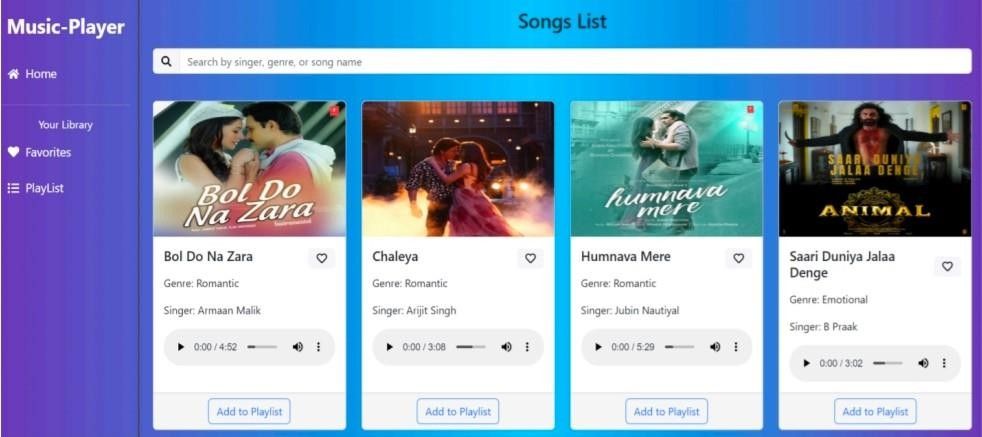 Music-Player
Home
Your Library
Favorites
PlayList
Songs List
Search by singer, genre, or song name
Bol Do
Na Zara
Bol Do Na Zara
Genre: Romantic
Singer: Armaan Malik
0:00 / 4:52
Add to Playlist
Chaleya
Genre: Romantic
Singer: Arijit Singh
0:00 / 3:08
Add to Playlist
humnava
mere
Humnava Mere
Genre: Romantic
Singer: Jubin Nautiyal
0:00 / 5:29
Add to Playlist
SAARI DUNIYA
JALAA DENGE
ANIMAL
Saari Duniya Jalaa
Denge
Genre: Emotional
Singer: B Praak
0:00 / 3:02
Add to Playlist